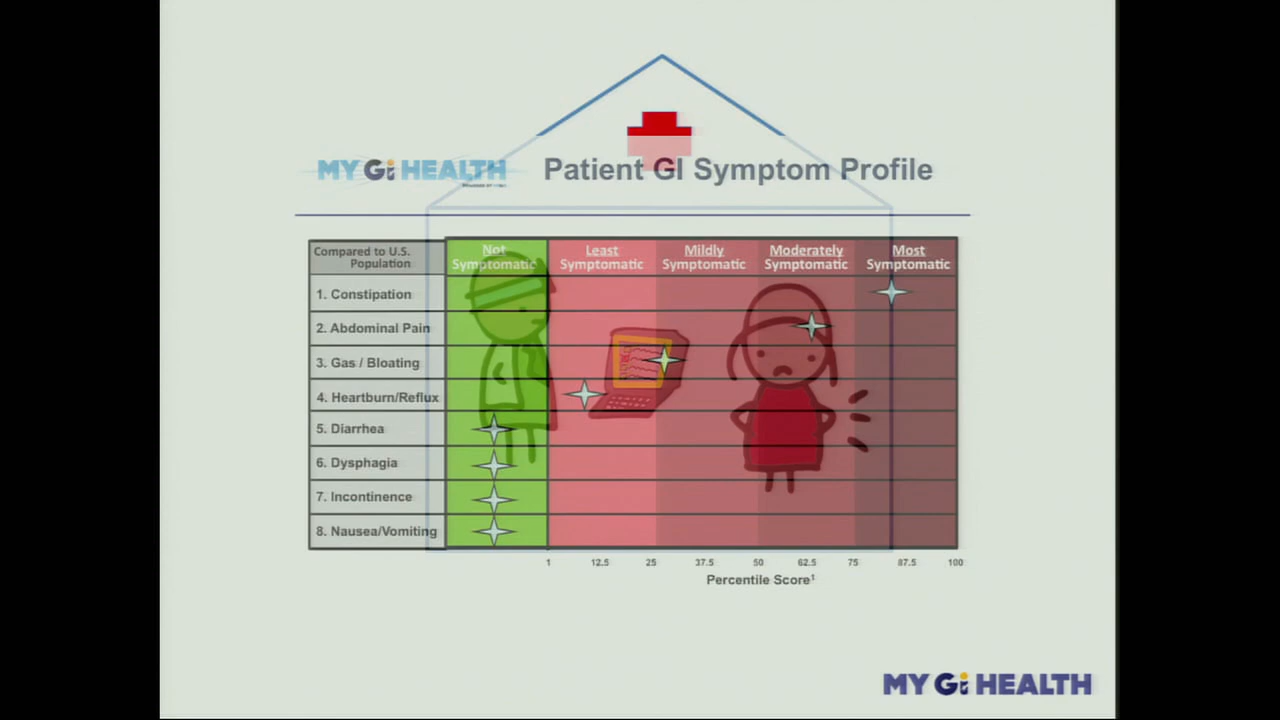 MY Gi HEALTH
Patient GI Symptom Profile
Compared to U.S. Population
Not Symptomatic
Least Symptomatic
Mildly Symptomatic
Moderately Symptomatic
Most Symptomatic
1. Constipation
2. Abdominal Pain
3. Gas / Bloating
4. Heartburn/Reflux
5. Diarrhea
6. Dysphagia
7. Incontinence
8. Nausea/Vomiting
1 12.5 25 37.5 50 62.5 75 87.5 100
Percentile Score¹
MY Gi HEALTH